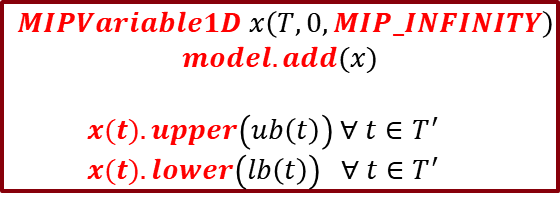 MIPVariable1D x(T, 0, MIP_INFINITY)
model.add(x)
x(t).upper(ub(t)) ∀ t ∈ T′
x(t).lower(lb(t)) ∀ t ∈ T′